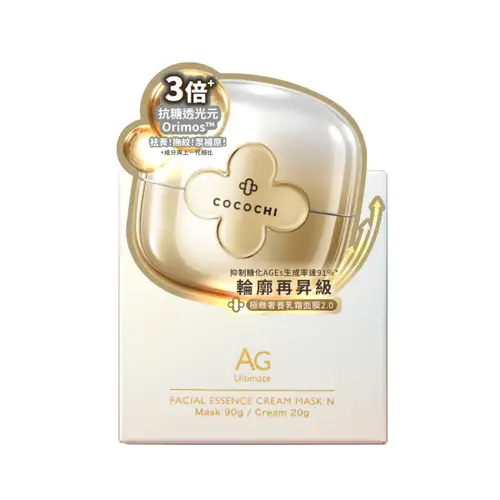 3倍+
抗糖透光元
Orimos™
祛黃!撫紋!泵補原!
*成分與上一代相比
COCOCHI
抑制糖化AGEs生成率達91%*
輪廓再昇級
極緻奢養乳霜面膜2.0
AG
Ultimate
FACIAL ESSENCE CREAM MASK N
Mask 90g / Cream 20g